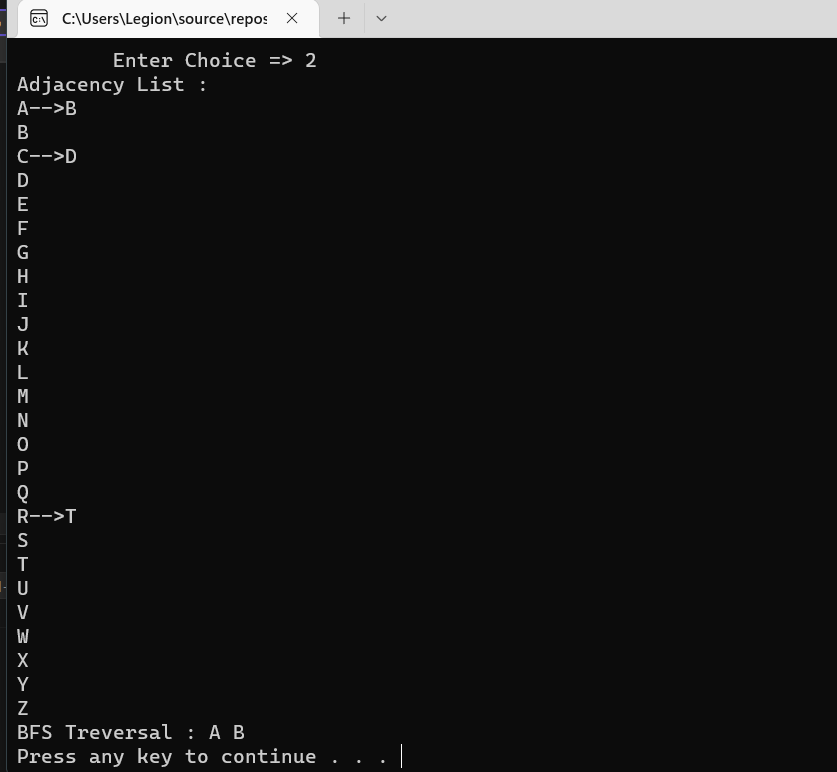 C:\Users\Legion\source\repos
Enter Choice => 2
Adjacency List :
A-->B
B
C-->D
D
E
F
G
H
I
J
K
L
M
N
O
P
Q
R-->T
S
T
U
V
W
X
Y
Z
BFS Treversal : A B
Press any key to continue . . .